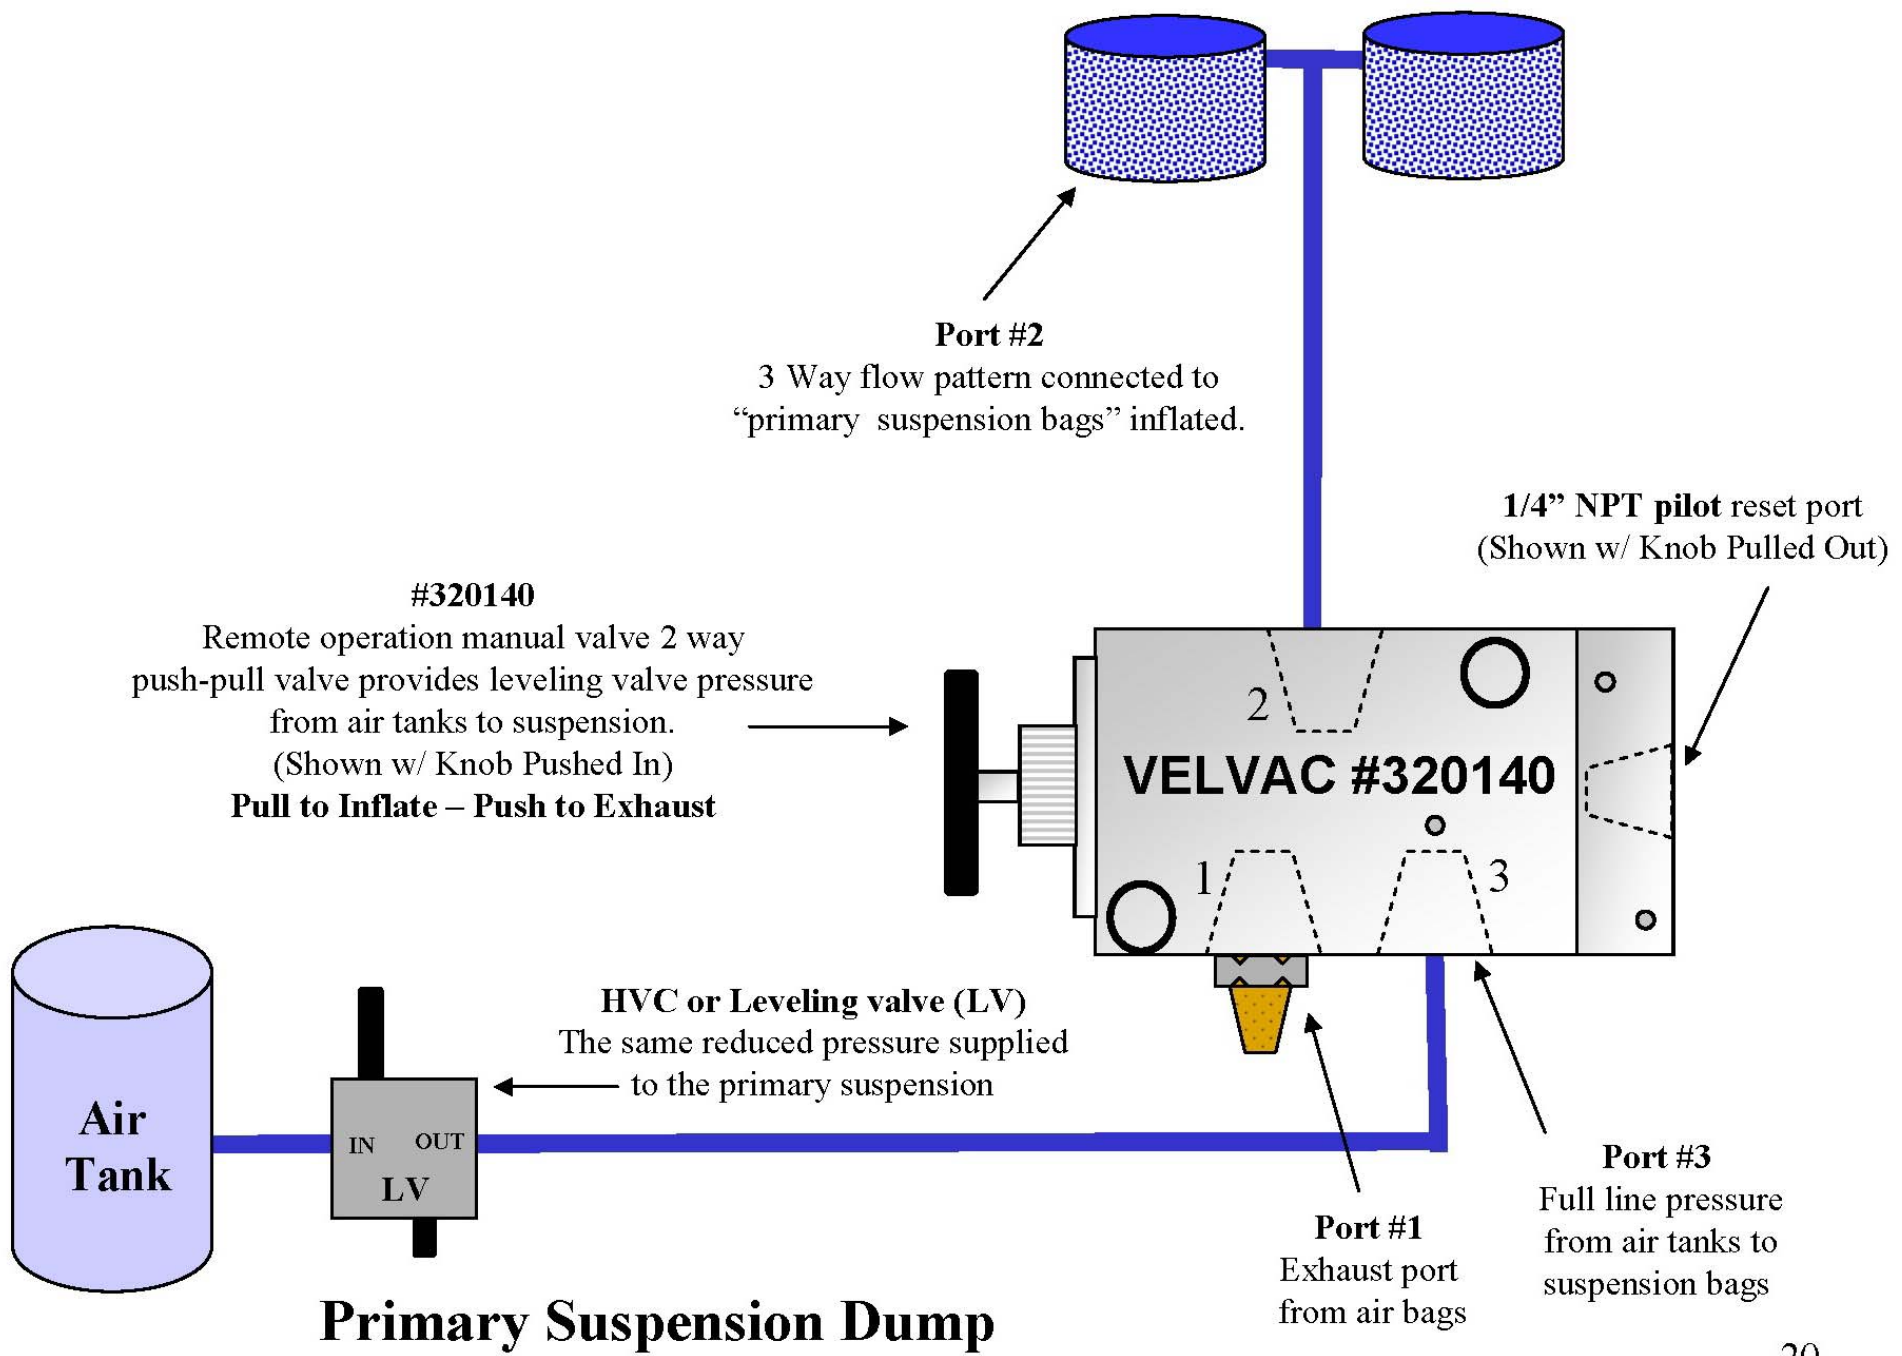 Port #2
3 Way flow pattern connected to
“primary suspension bags” inflated.
1/4” NPT pilot reset port
(Shown w/ Knob Pulled Out)
#320140
Remote operation manual valve 2 way
push-pull valve provides leveling valve pressure
from air tanks to suspension.
(Shown w/ Knob Pushed In)
Pull to Inflate – Push to Exhaust
2
VELVAC #320140
1
3
HVC or Leveling valve (LV)
The same reduced pressure supplied
to the primary suspension
Air
Tank
IN OUT
LV
Port #3
Full line pressure
from air tanks to
suspension bags
Port #1
Exhaust port
from air bags
Primary Suspension Dump